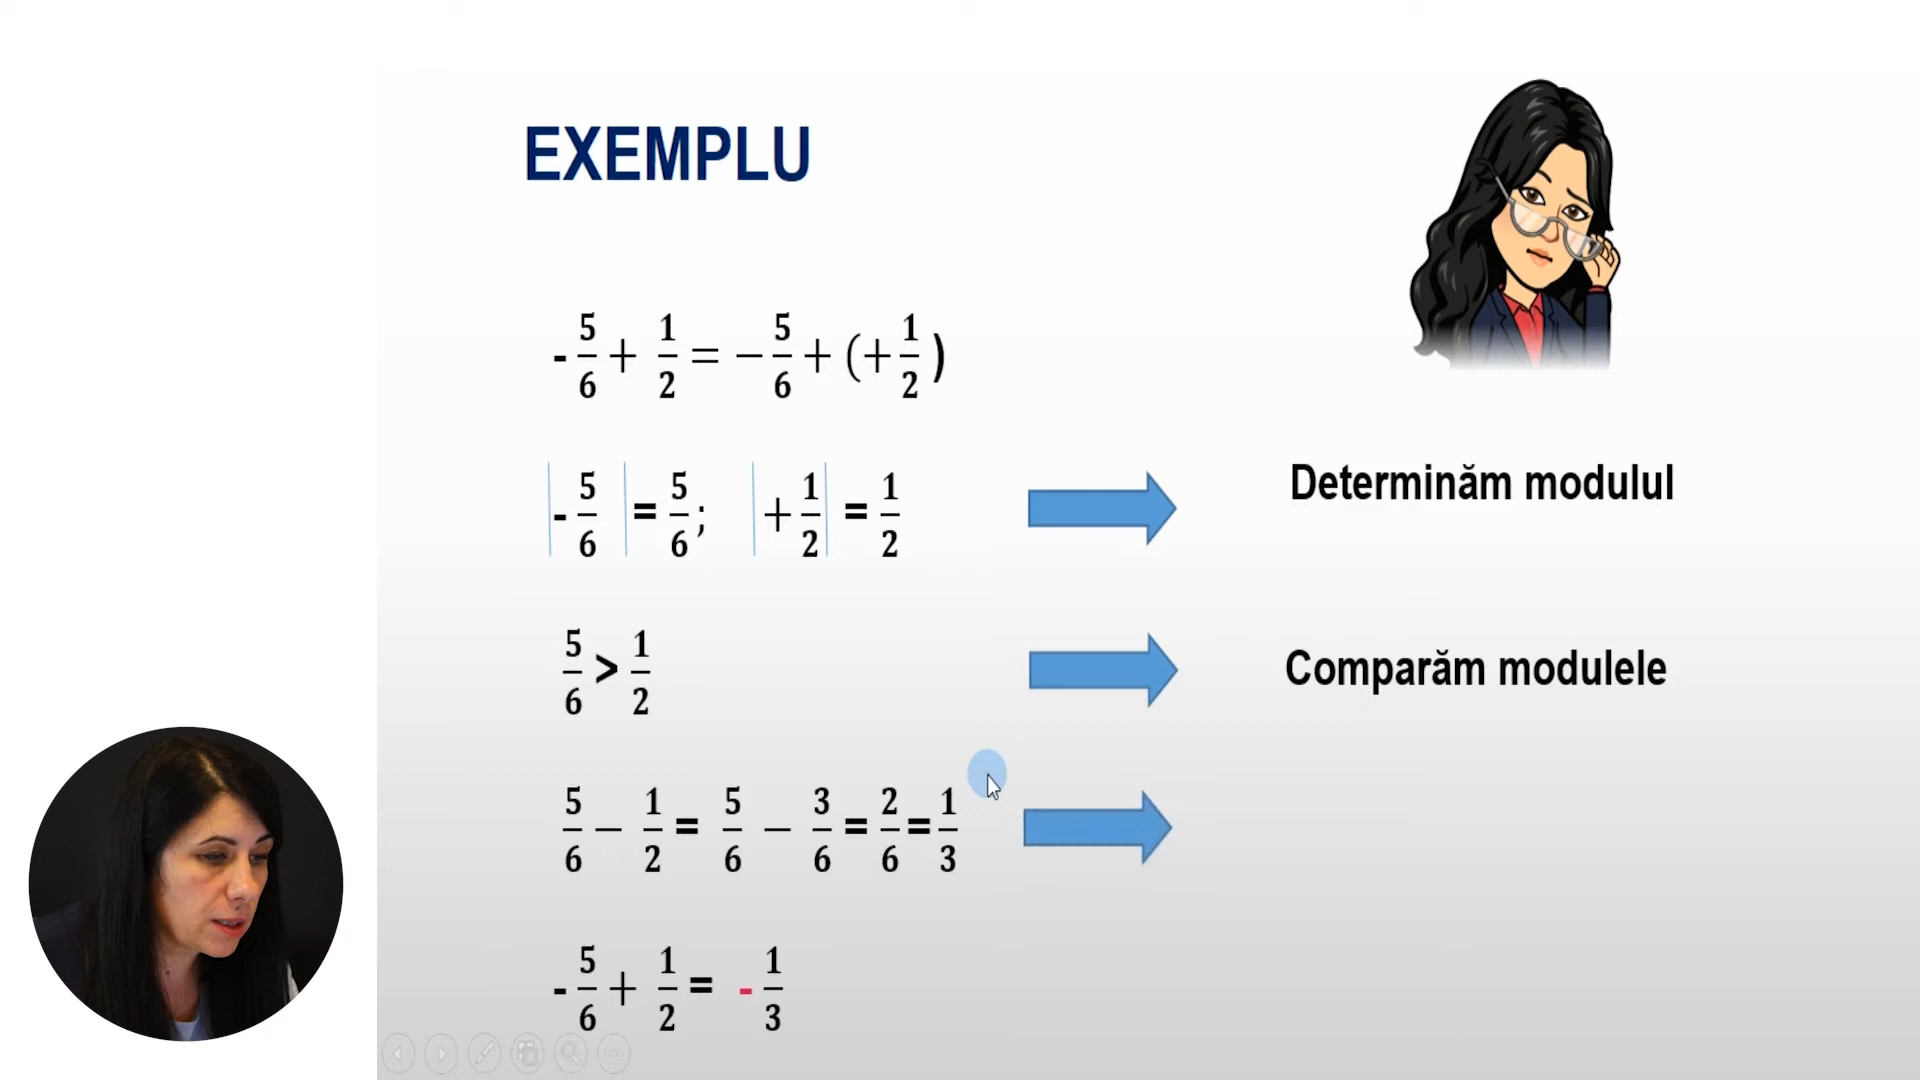 EXEMPLU
-5/6 + 1/2 = −5/6 + (+1/2)
|-5/6| = 5/6; |+1/2| = 1/2
Determinăm modulul
5/6 > 1/2
Comparăm modulele
5/6 − 1/2 = 5/6 − 3/6 = 2/6 = 1/3
-5/6 + 1/2 = -1/3